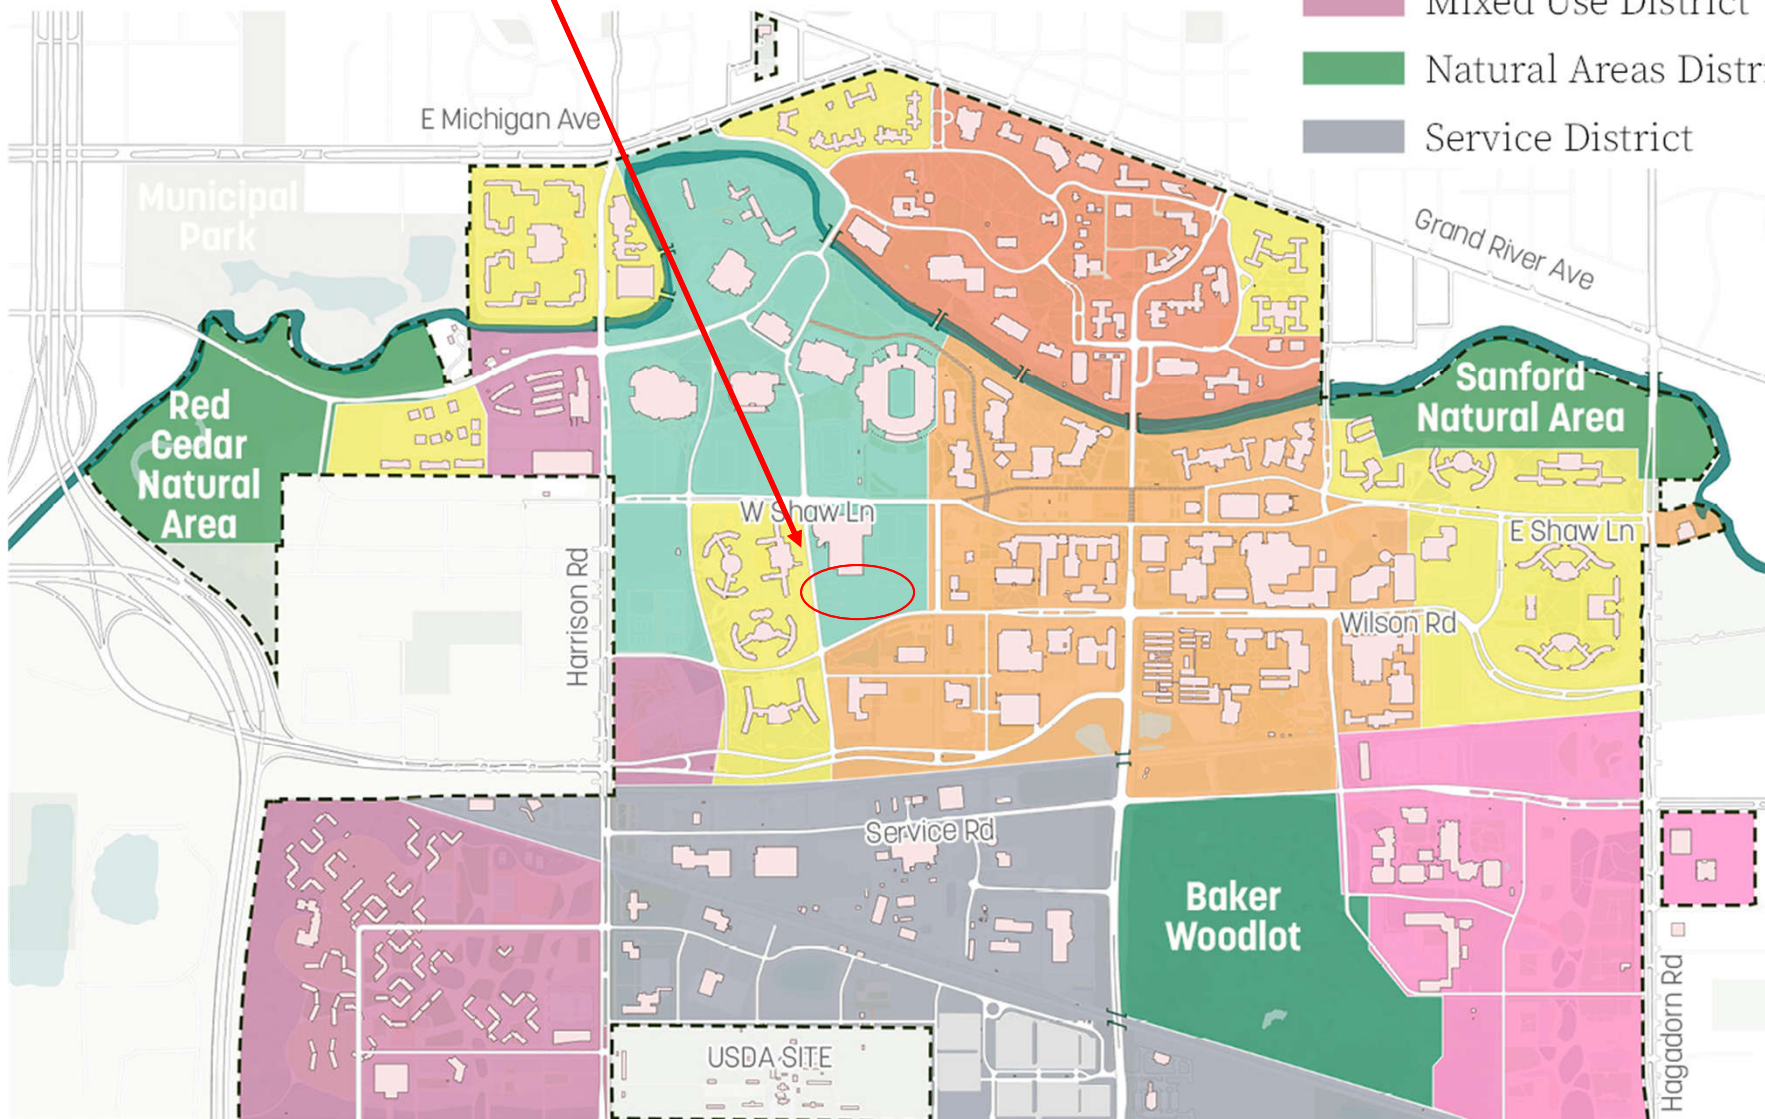 Mixed Use District
Natural Areas Distri
Service District
E Michigan Ave
Municipal
Park
Grand River Ave
Red
Cedar
Natural
Area
Sanford
Natural Area
W Shaw Ln
E Shaw Ln
Harrison Rd
Wilson Rd
Service Rd
Baker
Woodlot
Hagadorn Rd
USDA SITE